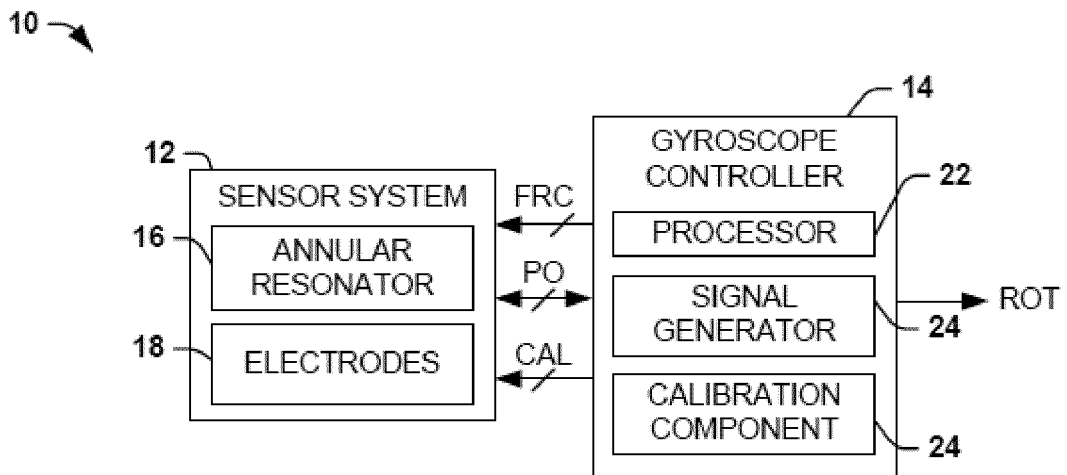 10
14
GYROSCOPE
CONTROLLER
12
SENSOR SYSTEM
FRC
22
PROCESSOR
16
ANNULAR
RESONATOR
PO
SIGNAL
GENERATOR
24
ROT
18
ELECTRODES
CAL
CALIBRATION
COMPONENT
24